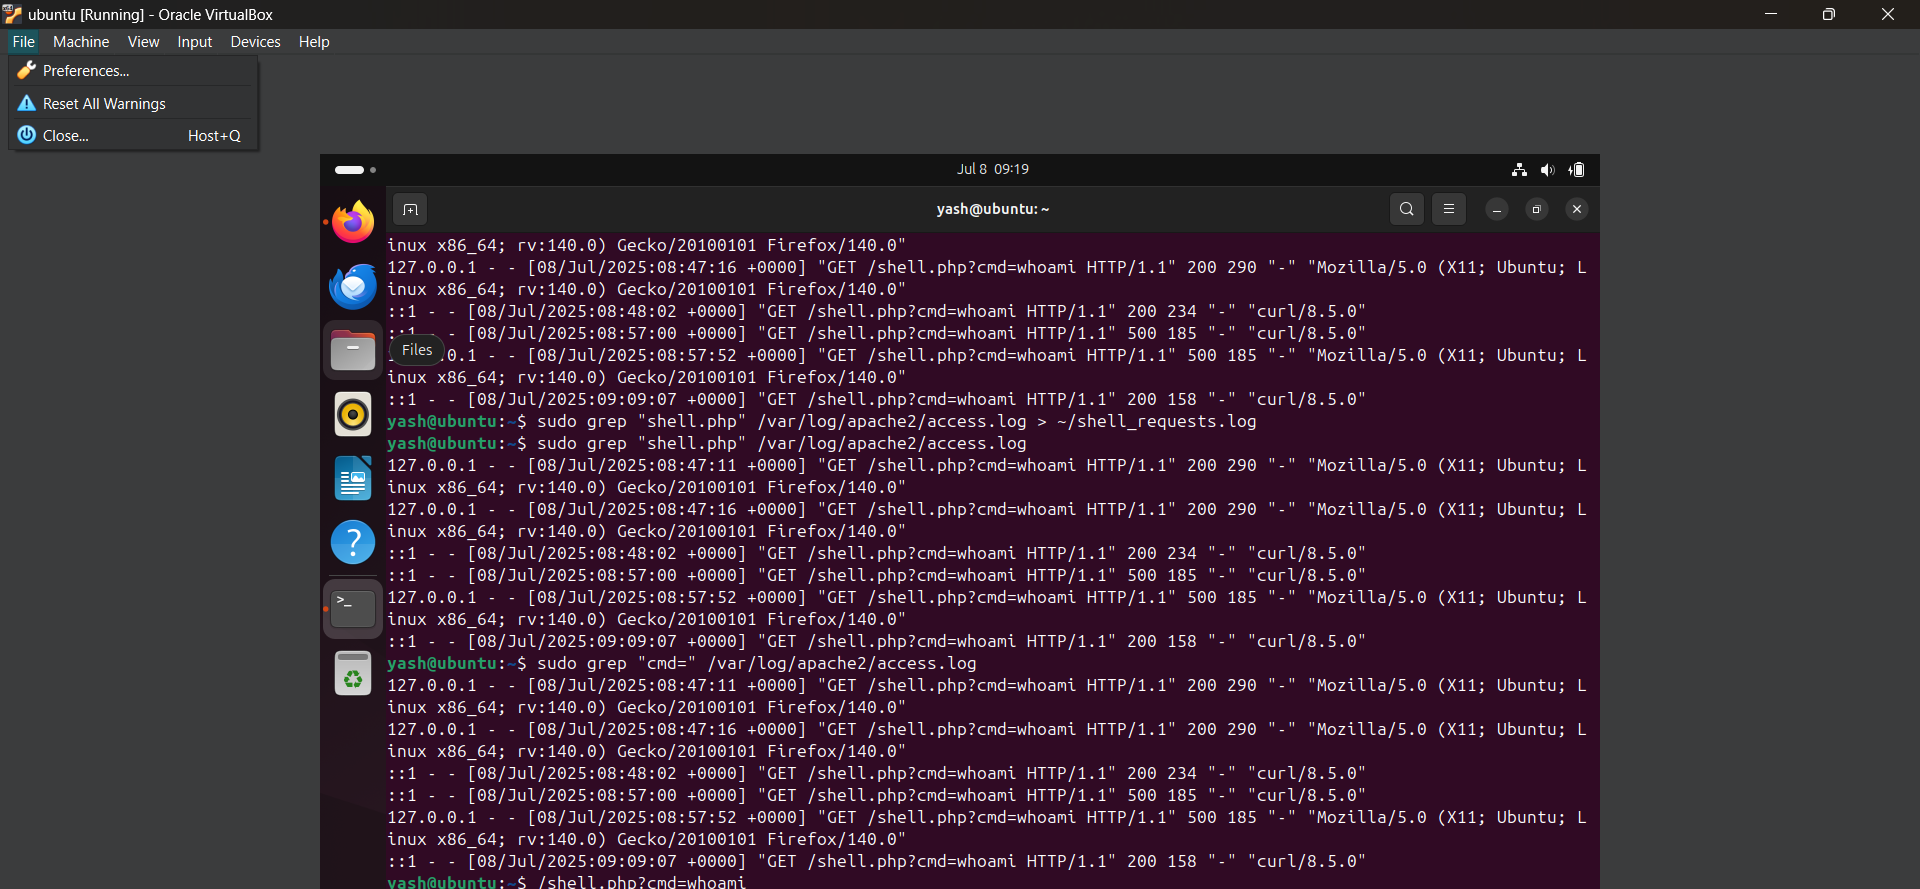 ubuntu [Running] - Oracle VirtualBox
File Machine View Input Devices Help
Preferences...
Reset All Warnings
Close... Host+Q
Jul 8 09:19
yash@ubuntu: ~
inux x86_64; rv:140.0) Gecko/20100101 Firefox/140.0"
127.0.0.1 - - [08/Jul/2025:08:47:16 +0000] "GET /shell.php?cmd=whoami HTTP/1.1" 200 290 "-" "Mozilla/5.0 (X11; Ubuntu; L
inux x86_64; rv:140.0) Gecko/20100101 Firefox/140.0"
::1 - - [08/Jul/2025:08:48:02 +0000] "GET /shell.php?cmd=whoami HTTP/1.1" 200 234 "-" "curl/8.5.0"
::1 - - [08/Jul/2025:08:57:00 +0000] "GET /shell.php?cmd=whoami HTTP/1.1" 500 185 "-" "curl/8.5.0"
Files
0.1 - - [08/Jul/2025:08:57:52 +0000] "GET /shell.php?cmd=whoami HTTP/1.1" 500 185 "-" "Mozilla/5.0 (X11; Ubuntu; L
inux x86_64; rv:140.0) Gecko/20100101 Firefox/140.0"
::1 - - [08/Jul/2025:09:09:07 +0000] "GET /shell.php?cmd=whoami HTTP/1.1" 200 158 "-" "curl/8.5.0"
yash@ubuntu:~$ sudo grep "shell.php" /var/log/apache2/access.log > ~/shell_requests.log
yash@ubuntu:~$ sudo grep "shell.php" /var/log/apache2/access.log
127.0.0.1 - - [08/Jul/2025:08:47:11 +0000] "GET /shell.php?cmd=whoami HTTP/1.1" 200 290 "-" "Mozilla/5.0 (X11; Ubuntu; L
inux x86_64; rv:140.0) Gecko/20100101 Firefox/140.0"
127.0.0.1 - - [08/Jul/2025:08:47:16 +0000] "GET /shell.php?cmd=whoami HTTP/1.1" 200 290 "-" "Mozilla/5.0 (X11; Ubuntu; L
inux x86_64; rv:140.0) Gecko/20100101 Firefox/140.0"
::1 - - [08/Jul/2025:08:48:02 +0000] "GET /shell.php?cmd=whoami HTTP/1.1" 200 234 "-" "curl/8.5.0"
::1 - - [08/Jul/2025:08:57:00 +0000] "GET /shell.php?cmd=whoami HTTP/1.1" 500 185 "-" "curl/8.5.0"
127.0.0.1 - - [08/Jul/2025:08:57:52 +0000] "GET /shell.php?cmd=whoami HTTP/1.1" 500 185 "-" "Mozilla/5.0 (X11; Ubuntu; L
inux x86_64; rv:140.0) Gecko/20100101 Firefox/140.0"
::1 - - [08/Jul/2025:09:09:07 +0000] "GET /shell.php?cmd=whoami HTTP/1.1" 200 158 "-" "curl/8.5.0"
yash@ubuntu:~$ sudo grep "cmd=" /var/log/apache2/access.log
127.0.0.1 - - [08/Jul/2025:08:47:11 +0000] "GET /shell.php?cmd=whoami HTTP/1.1" 200 290 "-" "Mozilla/5.0 (X11; Ubuntu; L
inux x86_64; rv:140.0) Gecko/20100101 Firefox/140.0"
127.0.0.1 - - [08/Jul/2025:08:47:16 +0000] "GET /shell.php?cmd=whoami HTTP/1.1" 200 290 "-" "Mozilla/5.0 (X11; Ubuntu; L
inux x86_64; rv:140.0) Gecko/20100101 Firefox/140.0"
::1 - - [08/Jul/2025:08:48:02 +0000] "GET /shell.php?cmd=whoami HTTP/1.1" 200 234 "-" "curl/8.5.0"
::1 - - [08/Jul/2025:08:57:00 +0000] "GET /shell.php?cmd=whoami HTTP/1.1" 500 185 "-" "curl/8.5.0"
127.0.0.1 - - [08/Jul/2025:08:57:52 +0000] "GET /shell.php?cmd=whoami HTTP/1.1" 500 185 "-" "Mozilla/5.0 (X11; Ubuntu; L
inux x86_64; rv:140.0) Gecko/20100101 Firefox/140.0"
::1 - - [08/Jul/2025:09:09:07 +0000] "GET /shell.php?cmd=whoami HTTP/1.1" 200 158 "-" "curl/8.5.0"
yash@ubuntu:~$ /shell.php?cmd=whoami